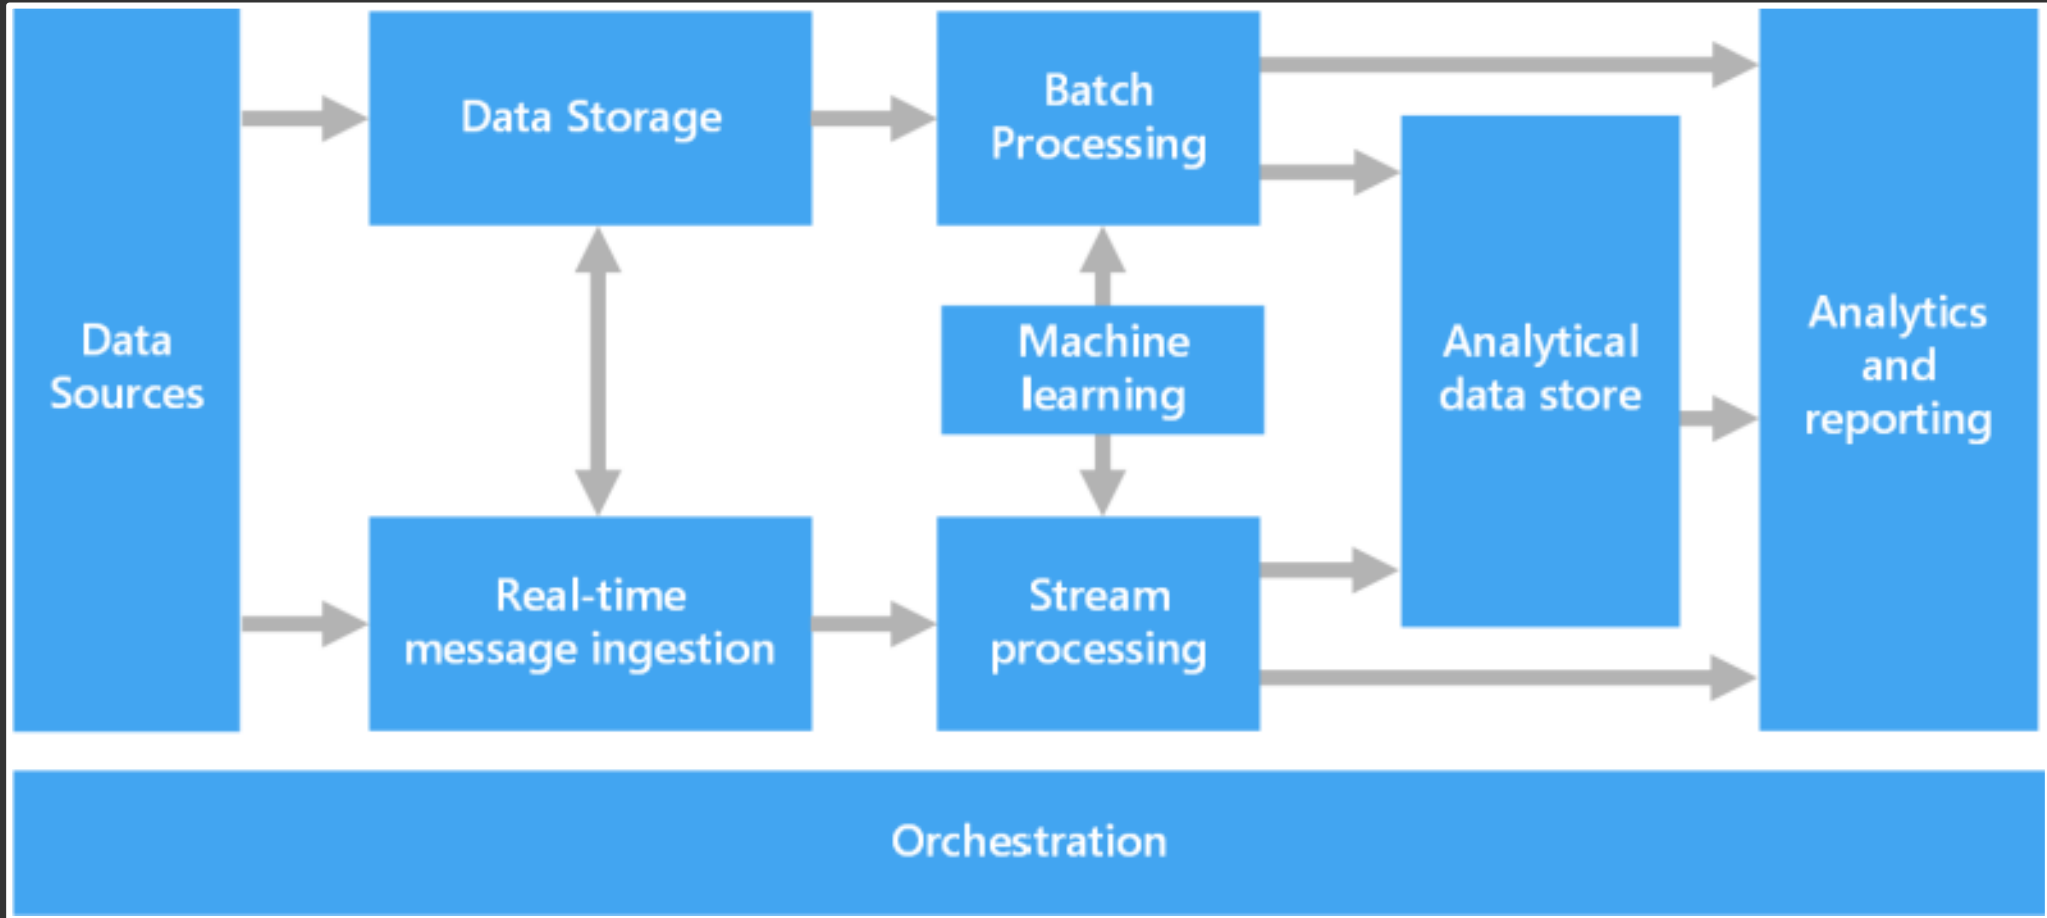 Data
Sources
Data Storage
Real-time
message ingestion
Batch
Processing
Machine
learning
Stream
processing
Analytical
data store
Analytics
and
reporting
Orchestration